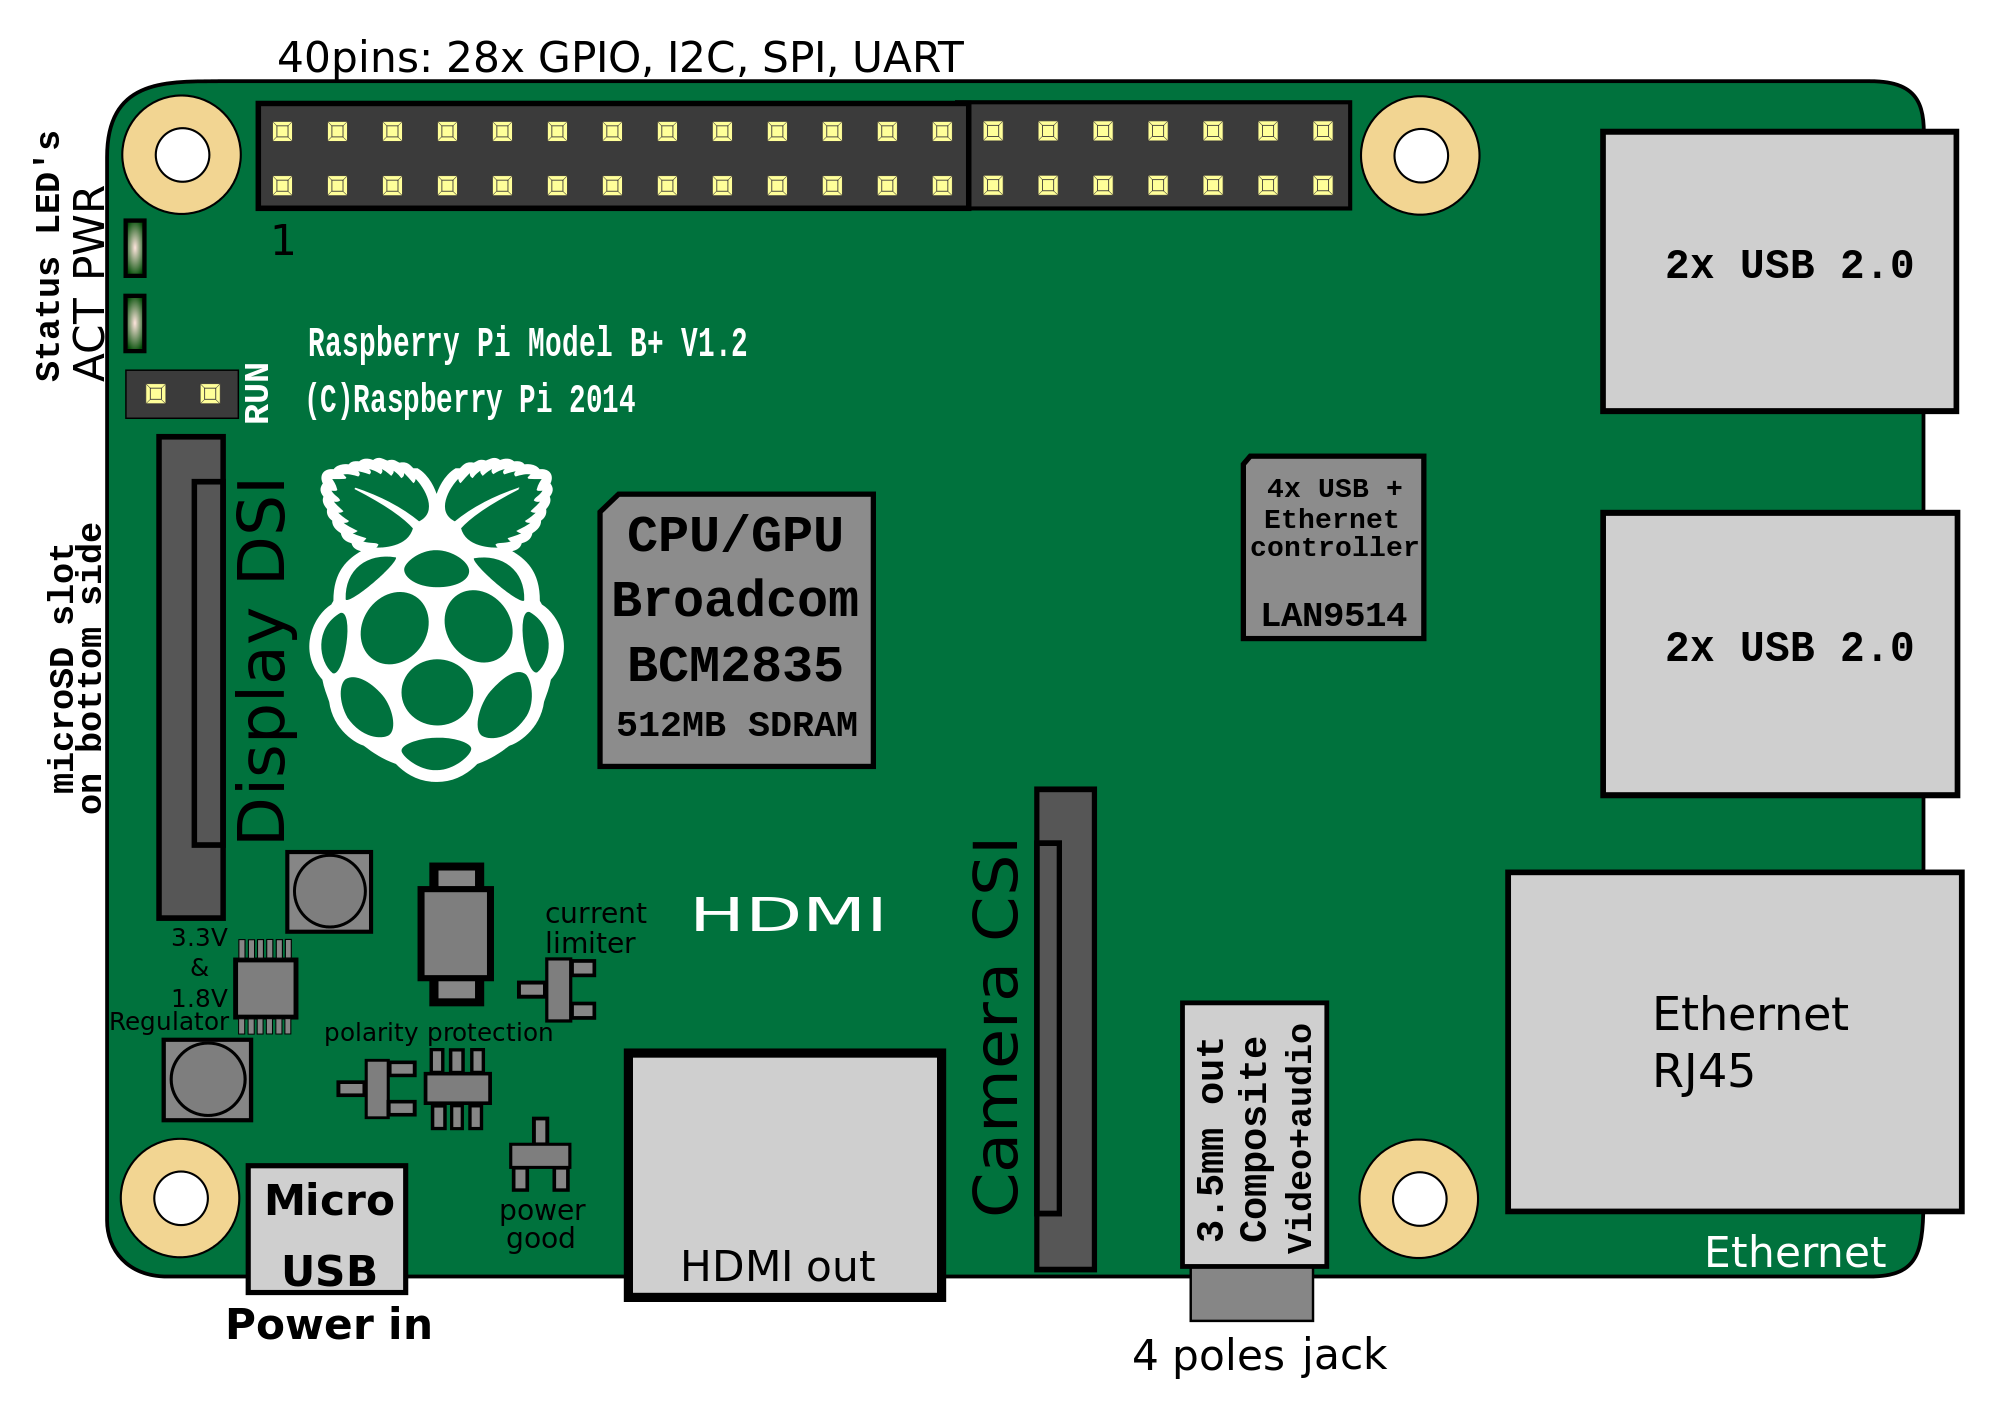 40pins: 28x GPIO, I2C, SPI, UART
Status LED's
ACT PWR
1
2x USB 2.0
Raspberry Pi Model B+ V1.2
(C)Raspberry Pi 2014
RUN
microSD slot
on bottom side
Display DSI
CPU/GPU
Broadcom
BCM2835
512MB SDRAM
4x USB +
Ethernet
controller
LAN9514
2x USB 2.0
3.3V
&
1.8V
Regulator
current
limiter
HDMI
Camera CSI
polarity protection
power
good
Micro
USB
Power in
HDMI out
3.5mm out
Composite
Video+audio
4 poles jack
Ethernet
RJ45
Ethernet